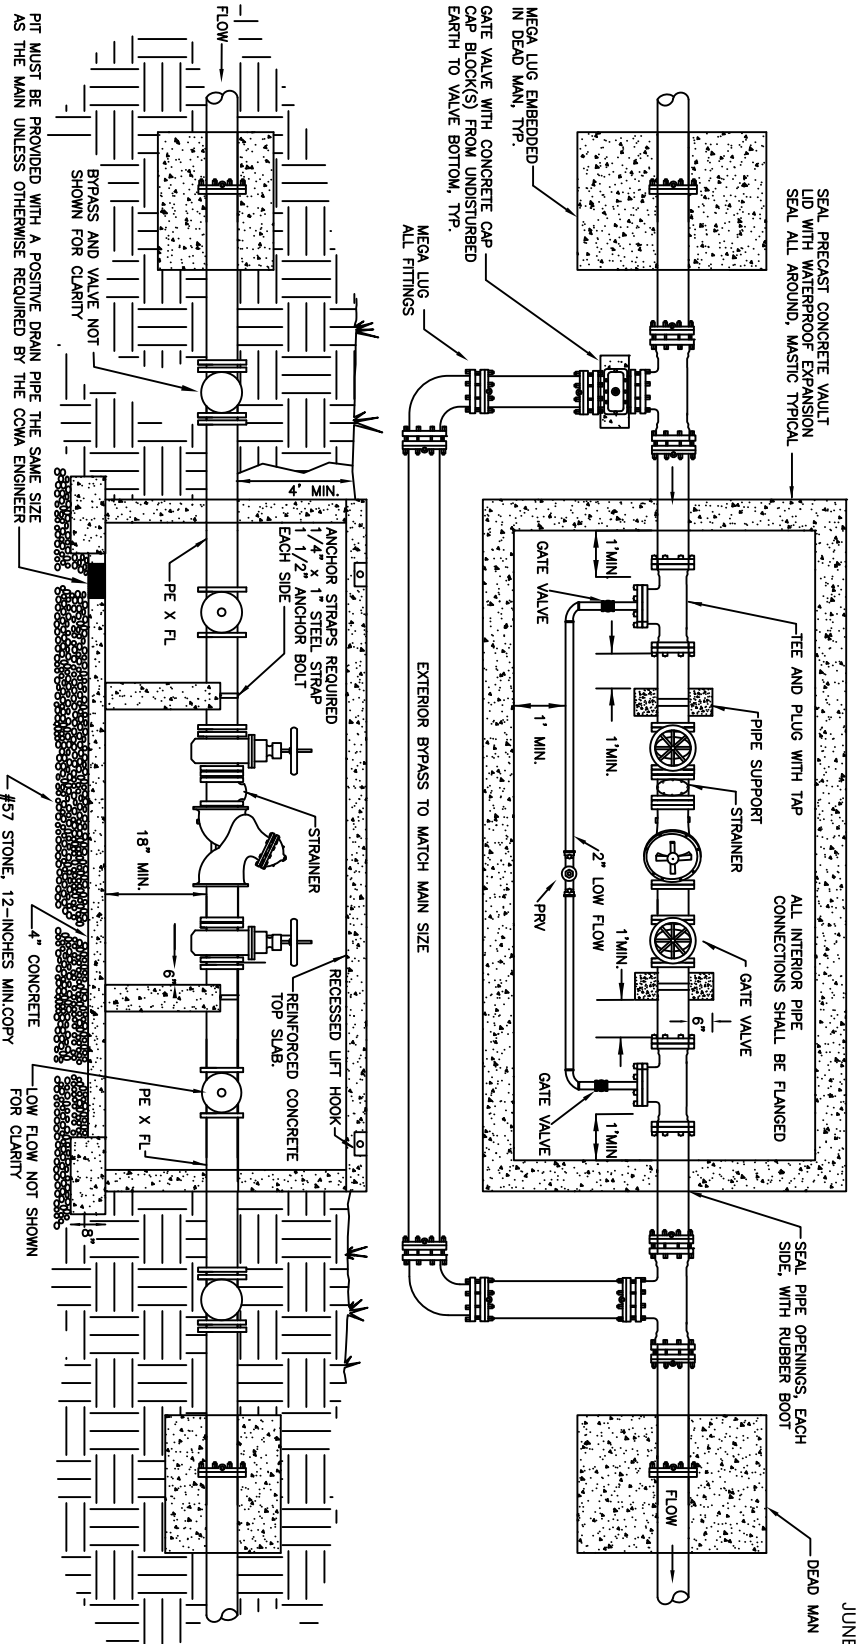 JUNE
SEAL PRECAST CONCRETE VAULT
LID WITH WATERPROOF EXPANSION
SEAL ALL AROUND, MASTIC TYPICAL
MEGA LUG EMBEDDED
IN DEAD MAN, TYP.
GATE VALVE WITH CONCRETE CAP
CAP BLOCK(S) FROM UNDISTURBED
EARTH TO VALVE BOTTOM, TYP.
MEGA LUG
ALL FITTINGS
TEE AND PLUG WITH TAP
ALL INTERIOR PIPE
CONNECTIONS SHALL BE FLANGED
PIPE SUPPORT
STRAINER
GATE VALVE
6"
1'MIN
GATE VALVE
1'MIN.
1' MIN.
2" LOW FLOW
PRV
1'MIN.
GATE VALVE
1'MIN
EXTERIOR BYPASS TO MATCH MAIN SIZE
SEAL PIPE OPENINGS, EACH
SIDE, WITH RUBBER BOOT
DEAD MAN
FLOW
FLOW
BYPASS AND VALVE NOT
SHOWN FOR CLARITY
PIT MUST BE PROVIDED WITH A POSITIVE DRAIN PIPE THE SAME SIZE
AS THE MAIN UNLESS OTHERWISE REQUIRED BY THE CCWA ENGINEER
4' MIN.
ANCHOR STRAPS REQUIRED
1/4" x 1" STEEL STRAP
1 1/2" ANCHOR BOLT
EACH SIDE
PE X FL
STRAINER
18" MIN.
6"
RECESSED LIFT HOOK
REINFORCED CONCRETE
TOP SLAB.
PE X FL
8"
4" CONCRETE
#57 STONE, 12-INCHES MIN.COPY
LOW FLOW NOT SHOWN
FOR CLARITY